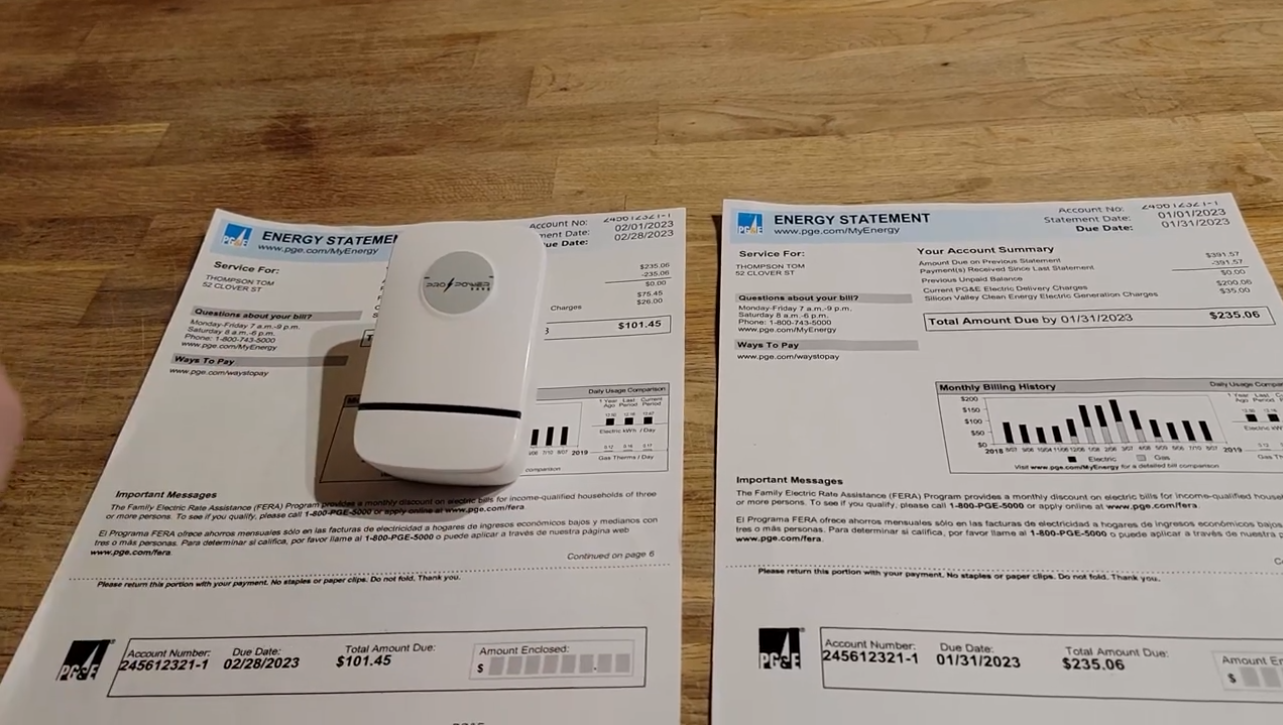 PG&E
ENERGY STATEMENT
www.pge.com/MyEnergy
Account No:
02/01/2023
Due Date: 02/28/2023
Service For:
THOMPSON TOM
52 CLOVER ST
Questions about your bill?
Monday-Friday 7 a.m.-9 p.m.
Saturday 8 a.m.-6 p.m.
Phone: 1-800-743-5000
www.pge.com/MyEnergy
Ways To Pay
www.pge.com/waystopay
PRO POWER
$235.06
-235.06
$0.00
$75.45
Charges $26.00
$101.45
Daily Usage Comparison
1 Year Ago
Last Period
Current Period
Electric kWh / Day
Gas Therms / Day
7/10 8/07 2019
comparison
Important Messages
The Family Electric Rate Assistance (FERA) Program provides a monthly discount on electric bills for income-qualified households of three
or more persons. To see if you qualify, please call 1-800-PGE-5000 or apply online at www.pge.com/fera
El Programa FERA ofrece ahorros mensuales sólo en las facturas de electricidad a hogares de ingresos económicos bajos y medianos con
tres o más personas. Para determinar si califica, por favor llame al 1-800-PGE-5000 o puede aplicar a través de nuestra página web
www.pge.com/fera.
Continued on page 6
Please return this portion with your payment. No staples or paper clips. Do not fold. Thank you.
PG&E
Account Number: Due Date: Total Amount Due: Amount Enclosed:
245612321-1 02/28/2023 $101.45 $
PG&E
ENERGY STATEMENT
www.pge.com/MyEnergy
Account No:
Statement Date: 01/01/2023
Due Date: 01/31/2023
Service For:
THOMPSON TOM
52 CLOVER ST
Questions about your bill?
Monday-Friday 7 a.m.-9 p.m.
Saturday 8 a.m.-6 p.m.
Phone: 1-800-743-5000
www.pge.com/MyEnergy
Ways To Pay
www.pge.com/waystopay
Your Account Summary
Amount Due on Previous Statement $391.57
Payment(s) Received Since Last Statement -391.57
Previous Unpaid Balance $0.00
Current PG&E Electric Delivery Charges $200.06
Silicon Valley Clean Energy Electric Generation Charges $35.00
Total Amount Due by 01/31/2023 $235.06
Monthly Billing History
Daily Usage
$200
$150
$100
$50
$0
2018 2019
Electric Gas
Visit www.pge.com/MyEnergy for a detailed bill comparison
Important Messages
The Family Electric Rate Assistance (FERA) Program provides a monthly discount on electric bills for income-qualified
or more persons. To see if you qualify, please call 1-800-PGE-5000 or apply online at www.pge.com/fera.
El Programa FERA ofrece ahorros mensuales sólo en las facturas de electricidad a hogares de ingresos económicos
tres o más personas. Para determinar si califica, por favor llame al 1-800-PGE-5000 o puede aplicar a través de nuestra
www.pge.com/fera.
Please return this portion with your payment. No staples or paper clips. Do not fold. Thank you.
PG&E
Account Number: Due Date: Total Amount Due: Amount
245612321-1 01/31/2023 $235.06 $